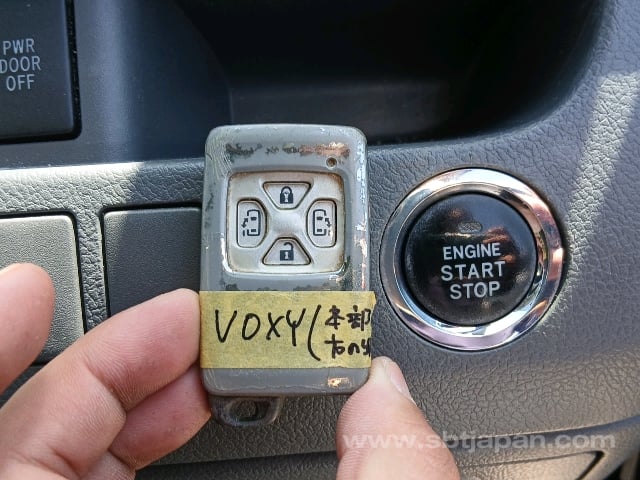 PWR
DOOR
OFF
ENGINE
START
STOP
VOXY(本部
www.sbtjapan.com